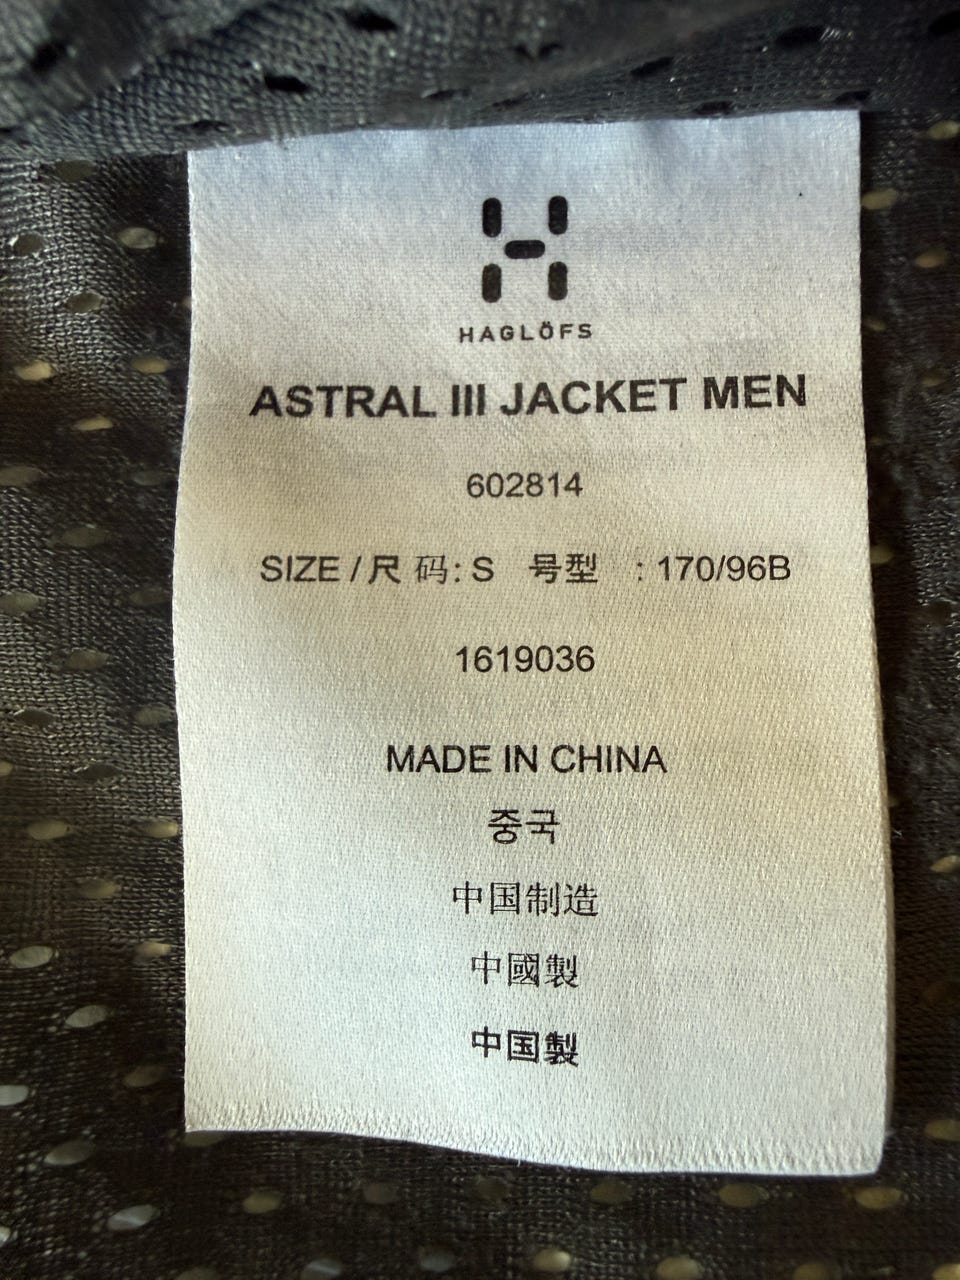 HAGLÖFS
ASTRAL III JACKET MEN
602814
SIZE / 尺 码: S 号型 : 170/96B
1619036
MADE IN CHINA
중국
中国制造
中國製
中国製